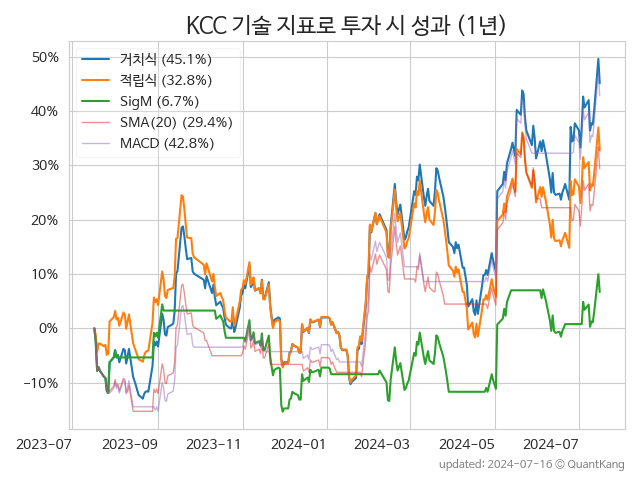 KCC 기술 지표로 투자 시 성과 (1년)
50%
40%
30%
20%
10%
0%
−10%
거치식 (45.1%)
적립식 (32.8%)
SigM (6.7%)
SMA(20) (29.4%)
MACD (42.8%)
2023-07 2023-09 2023-11 2024-01 2024-03 2024-05 2024-07
updated: 2024-07-16 © QuantKang